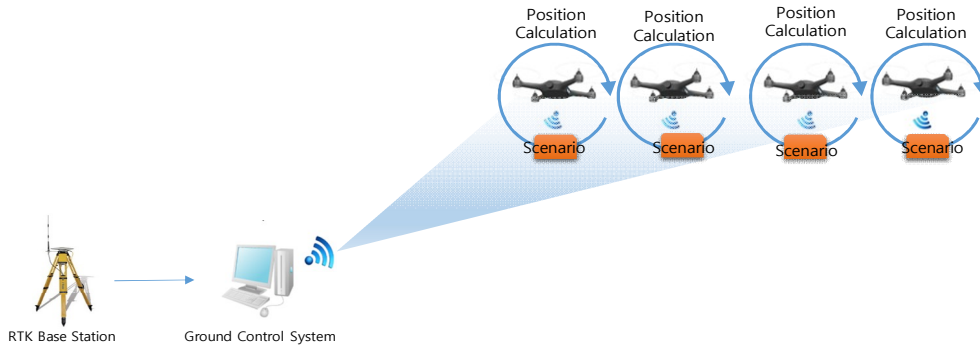 Position
Calculation
Position
Calculation
Position
Calculation
Position
Calculation
Scenario
Scenario
Scenario
Scenario
RTK Base Station
Ground Control System